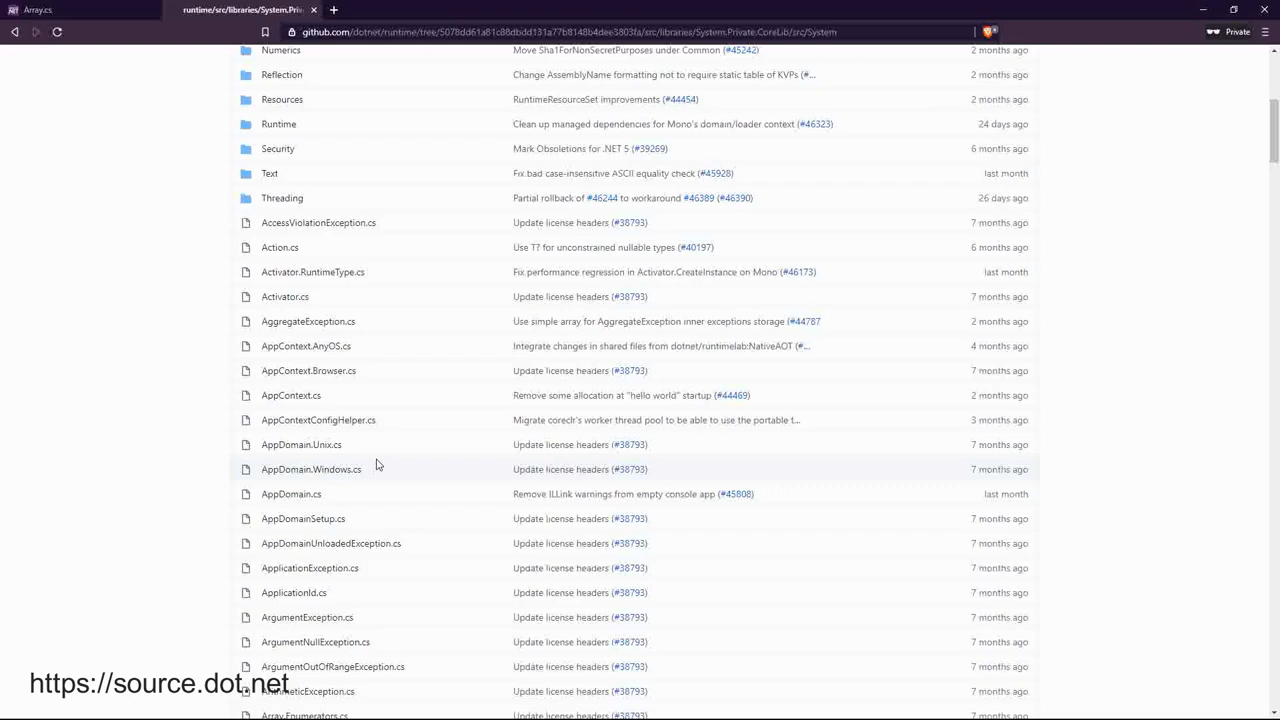 Array.cs
runtime/src/libraries/System.Priv
github.com/dotnet/runtime/tree/5078dd61a81c88dbdd131a77b8148b4dee3803fa/src/libraries/System.Private.CoreLib/src/System
Private
Numerics Move Sha1ForNonSecretPurposes under Common (#45242) 2 months ago
Reflection Change AssemblyName formatting not to require static table of KVPs (#... 2 months ago
Resources RuntimeResourceSet improvements (#44454) 2 months ago
Runtime Clean up managed dependencies for Mono's domain/loader context (#46323) 24 days ago
Security Mark Obsoletions for .NET 5 (#39269) 6 months ago
Text Fix bad case-insensitive ASCII equality check (#45928) last month
Threading Partial rollback of #46244 to workaround #46389 (#46390) 26 days ago
AccessViolationException.cs Update license headers (#38793) 7 months ago
Action.cs Use T? for unconstrained nullable types (#40197) 6 months ago
Activator.RuntimeType.cs Fix performance regression in Activator.CreateInstance on Mono (#46173) last month
Activator.cs Update license headers (#38793) 7 months ago
AggregateException.cs Use simple array for AggregateException inner exceptions storage (#44787 2 months ago
AppContext.AnyOS.cs Integrate changes in shared files from dotnet/runtimelab:NativeAOT (#... 4 months ago
AppContext.Browser.cs Update license headers (#38793) 7 months ago
AppContext.cs Remove some allocation at "hello world" startup (#44469) 2 months ago
AppContextConfigHelper.cs Migrate coreclr's worker thread pool to be able to use the portable t... 3 months ago
AppDomain.Unix.cs Update license headers (#38793) 7 months ago
AppDomain.Windows.cs Update license headers (#38793) 7 months ago
AppDomain.cs Remove ILLink warnings from empty console app (#45808) last month
AppDomainSetup.cs Update license headers (#38793) 7 months ago
AppDomainUnloadedException.cs Update license headers (#38793) 7 months ago
ApplicationException.cs Update license headers (#38793) 7 months ago
ApplicationId.cs Update license headers (#38793) 7 months ago
ArgumentException.cs Update license headers (#38793) 7 months ago
ArgumentNullException.cs Update license headers (#38793) 7 months ago
ArgumentOutOfRangeException.cs Update license headers (#38793) 7 months ago
https://source.dot.net
ArithmeticException.cs Update license headers (#38793) 7 months ago
Array.Enumerators.cs Update license headers (#38793) 7 months ago